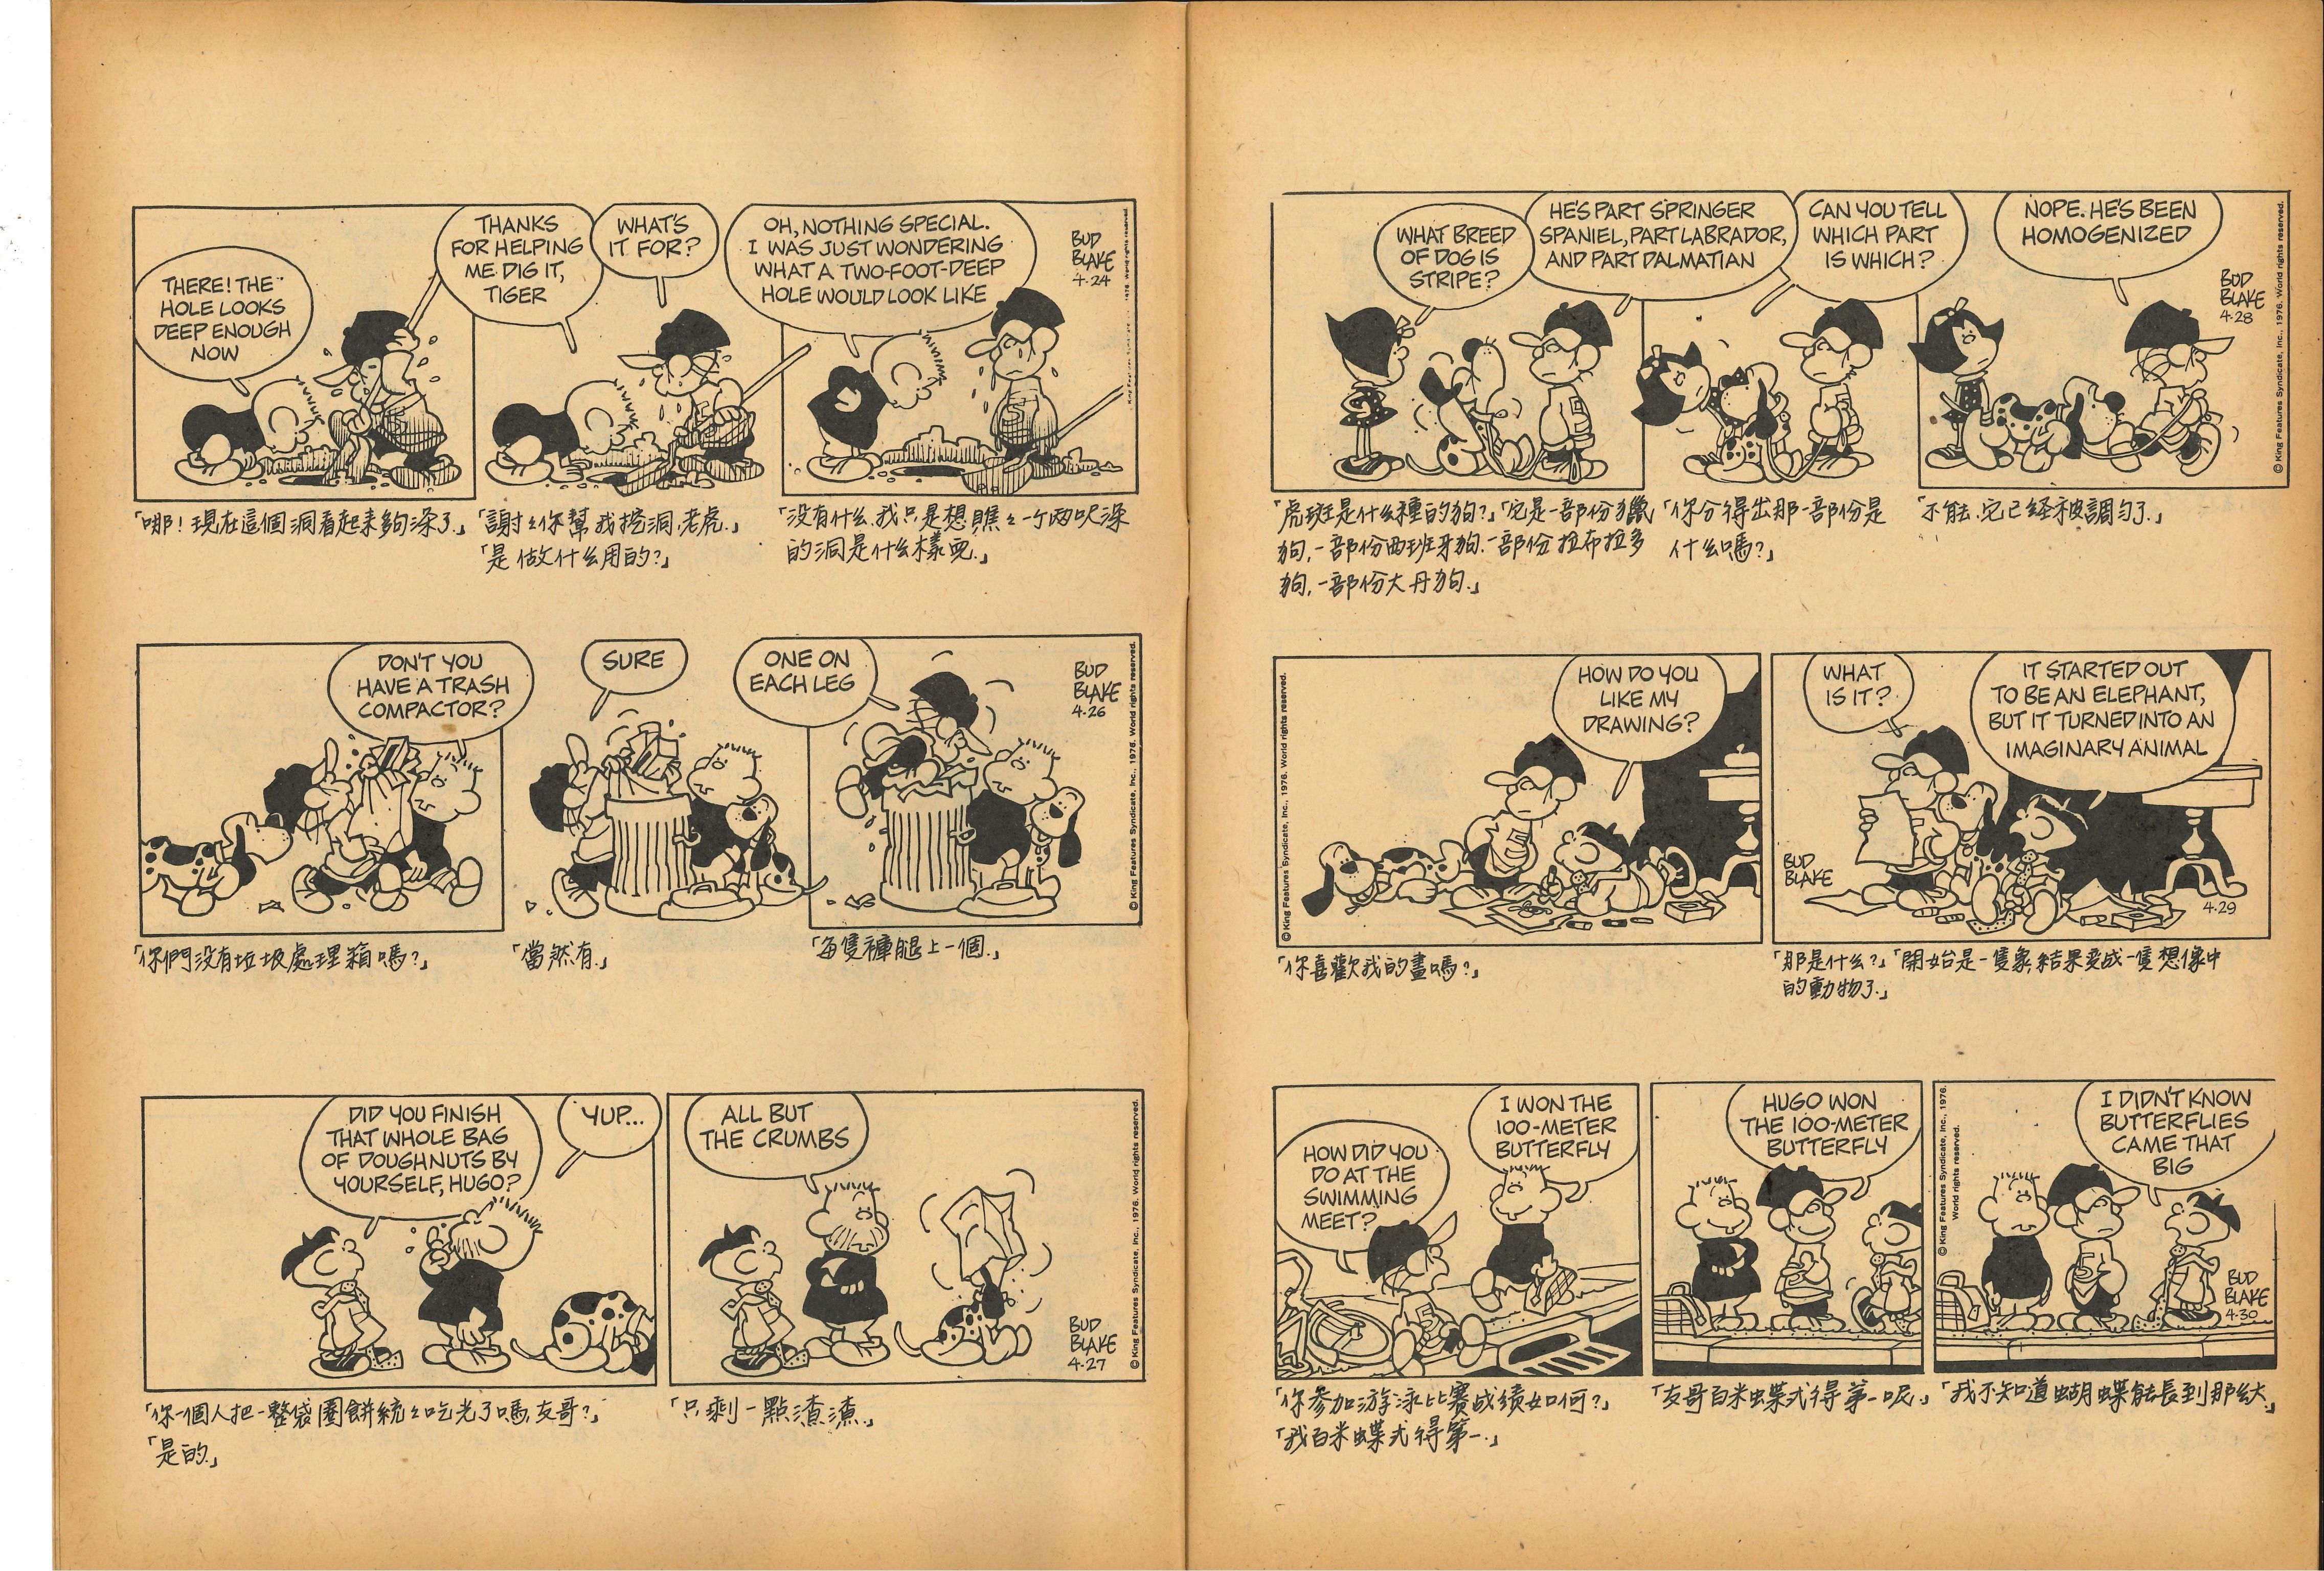 THERE! THE
HOLE LOOKS
DEEP ENOUGH
NOW
THANKS
FOR HELPING
ME DIG IT,
TIGER
WHAT'S
IT FOR?
OH, NOTHING SPECIAL.
I WAS JUST WONDERING
WHAT A TWO-FOOT-DEEP
HOLE WOULD LOOK LIKE
BUD
BLAKE
4.24
「哪！現在這個洞看起来夠深了.」
「謝々你幫我挖洞,老虎.」
「是做什么用的?」
「没有什么.我只是想瞧々一个两呎深
的洞是什么樣吧.」
DON'T YOU
HAVE A TRASH
COMPACTOR?
SURE
ONE ON
EACH LEG
BUD
BLAKE
4.26
© King Features Syndicate, Inc., 1976. World rights reserved.
「你們没有垃圾處理箱嗎?」
「當然有.」
「每隻褲腿上一個.」
DID YOU FINISH
THAT WHOLE BAG
OF DOUGHNUTS BY
YOURSELF, HUGO?
YUP...
ALL BUT
THE CRUMBS
BUD
BLAKE
4.27
© King Features Syndicate, Inc., 1976. World rights reserved.
「你一個人把一整袋圈餅統々吃光了嗎,友哥?」
「是的.」
「只剩一點渣渣.」
WHAT BREED
OF DOG IS
STRIPE?
HE'S PART SPRINGER
SPANIEL, PART LABRADOR,
AND PART DALMATIAN
CAN YOU TELL
WHICH PART
IS WHICH?
NOPE. HE'S BEEN
HOMOGENIZED
BUD
BLAKE
4.28
© King Features Syndicate, Inc., 1976. World rights reserved.
「虎斑是什么種的狗?」「它是一部份獵
狗,一部份西班牙狗.一部份拉布拉多
狗,一部份大丹狗.」
「你分得出那一部份是
什么嗎?」
「不能.它已经被調勻了.」
HOW DO YOU
LIKE MY
DRAWING?
WHAT
IS IT?
IT STARTED OUT
TO BE AN ELEPHANT,
BUT IT TURNED INTO AN
IMAGINARY ANIMAL
BUD
BLAKE
4.29
© King Features Syndicate, Inc., 1976. World rights reserved.
「你喜歡我的畫嗎?」
「那是什么?」「開始是一隻象,結果变成一隻想像中
的動物了.」
HOW DID YOU
DO AT THE
SWIMMING
MEET?
I WON THE
100-METER
BUTTERFLY
HUGO WON
THE 100-METER
BUTTERFLY
I DIDN'T KNOW
BUTTERFLIES
CAME THAT
BIG
BUD
BLAKE
4.30
© King Features Syndicate, Inc., 1976.
World rights reserved.
「你參加游泳比賽成績如何?」
「我百米蝶式得第一.」
「友哥百米蝶式得第一呢.」
「我不知道蝴蝶能長到那么大.」